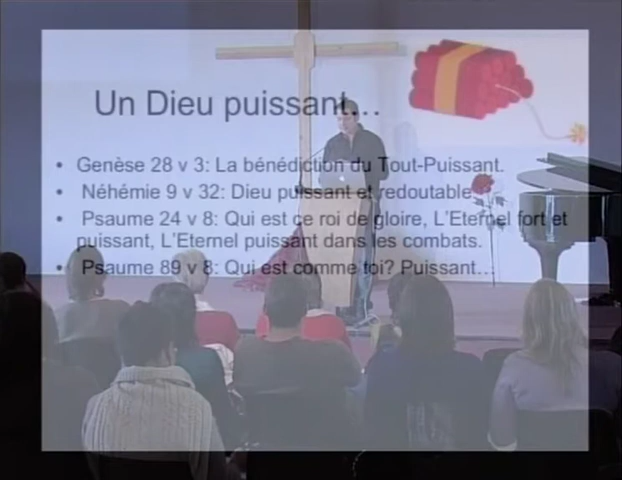 Un Dieu puissant…
• Genèse 28 v 3: La bénédiction du Tout-Puissant.
• Néhémie 9 v 32: Dieu puissant et redoutable
• Psaume 24 v 8: Qui est ce roi de gloire, L'Eternel fort et
puissant, L'Eternel puissant dans les combats.
• Psaume 89 v 8: Qui est comme toi? Puissant…